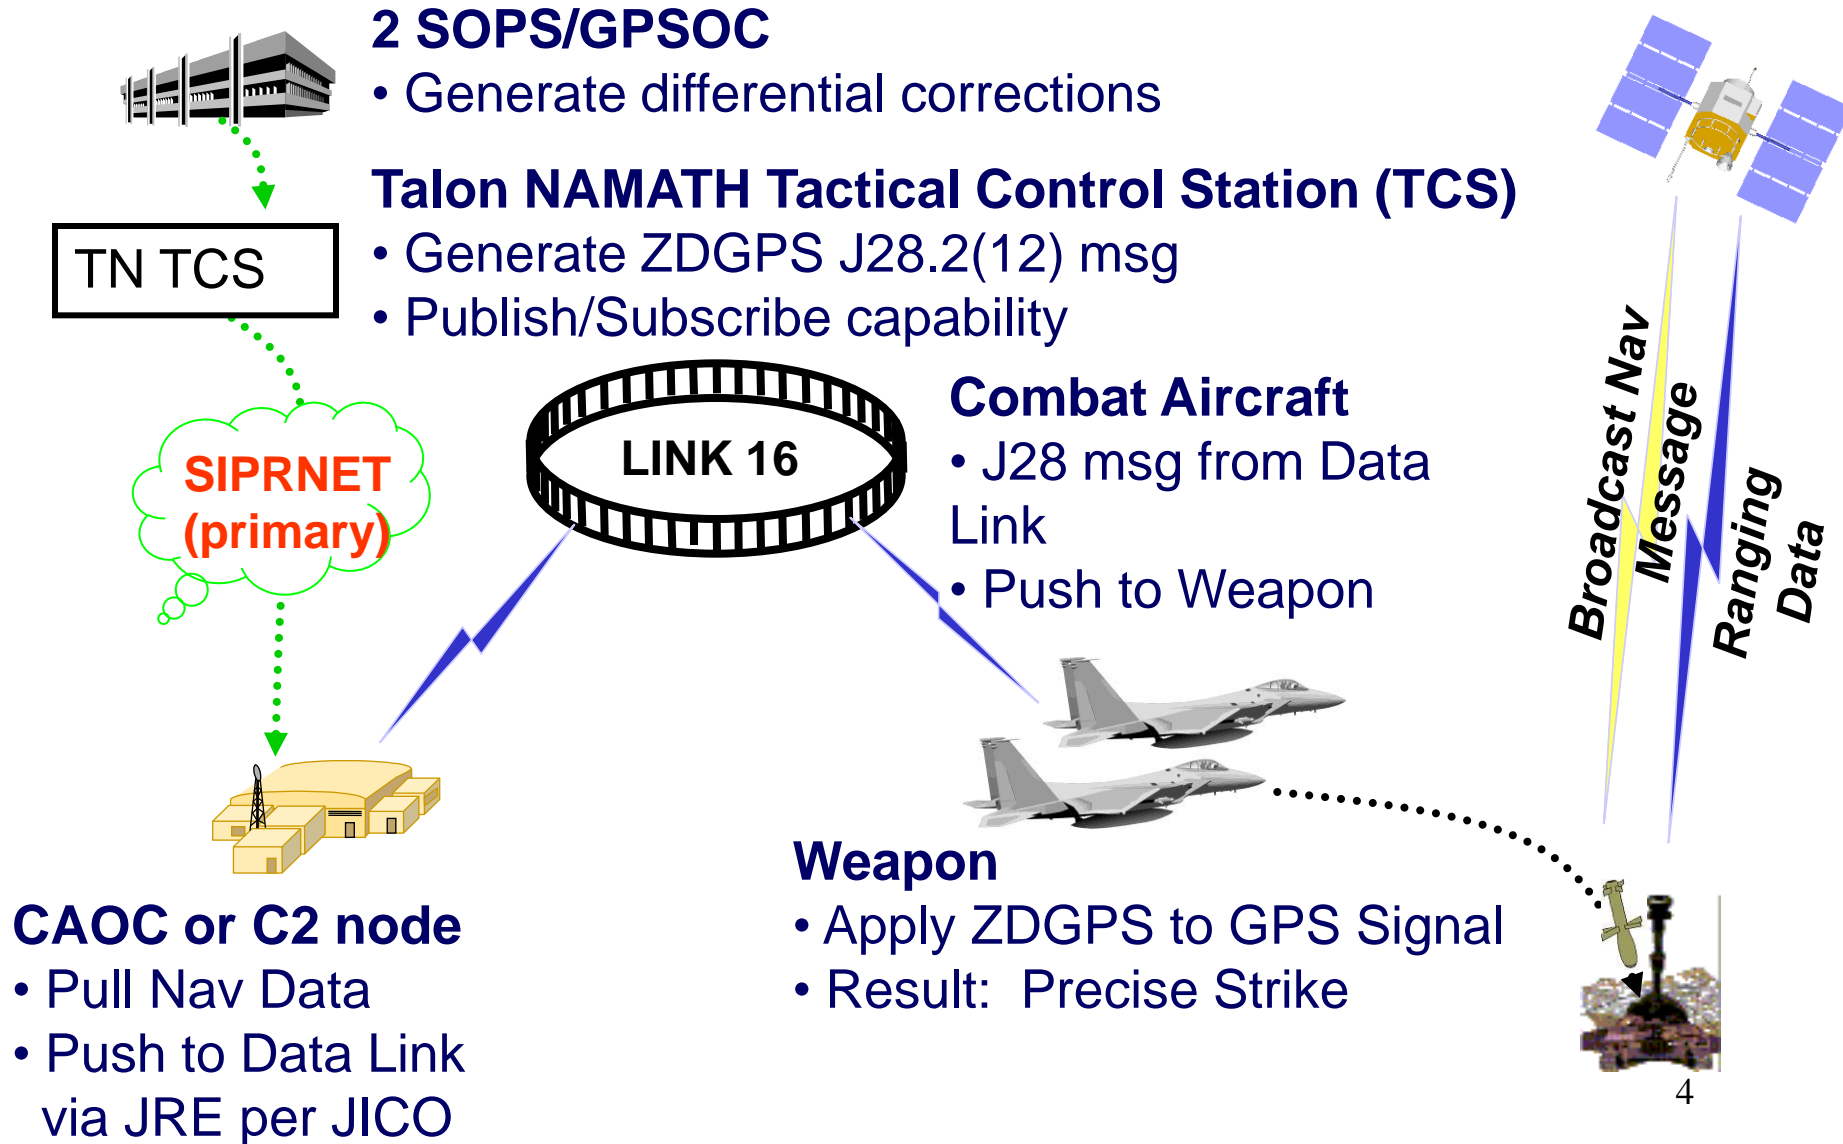 2 SOPS/GPSOC
• Generate differential corrections
Talon NAMATH Tactical Control Station (TCS)
• Generate ZDGPS J28.2(12) msg
• Publish/Subscribe capability
TN TCS
SIPRNET
(primary)
LINK 16
Combat Aircraft
• J28 msg from Data
Link
• Push to Weapon
Broadcast Nav
Message
Ranging
Data
Weapon
• Apply ZDGPS to GPS Signal
• Result: Precise Strike
CAOC or C2 node
• Pull Nav Data
• Push to Data Link
via JRE per JICO
4